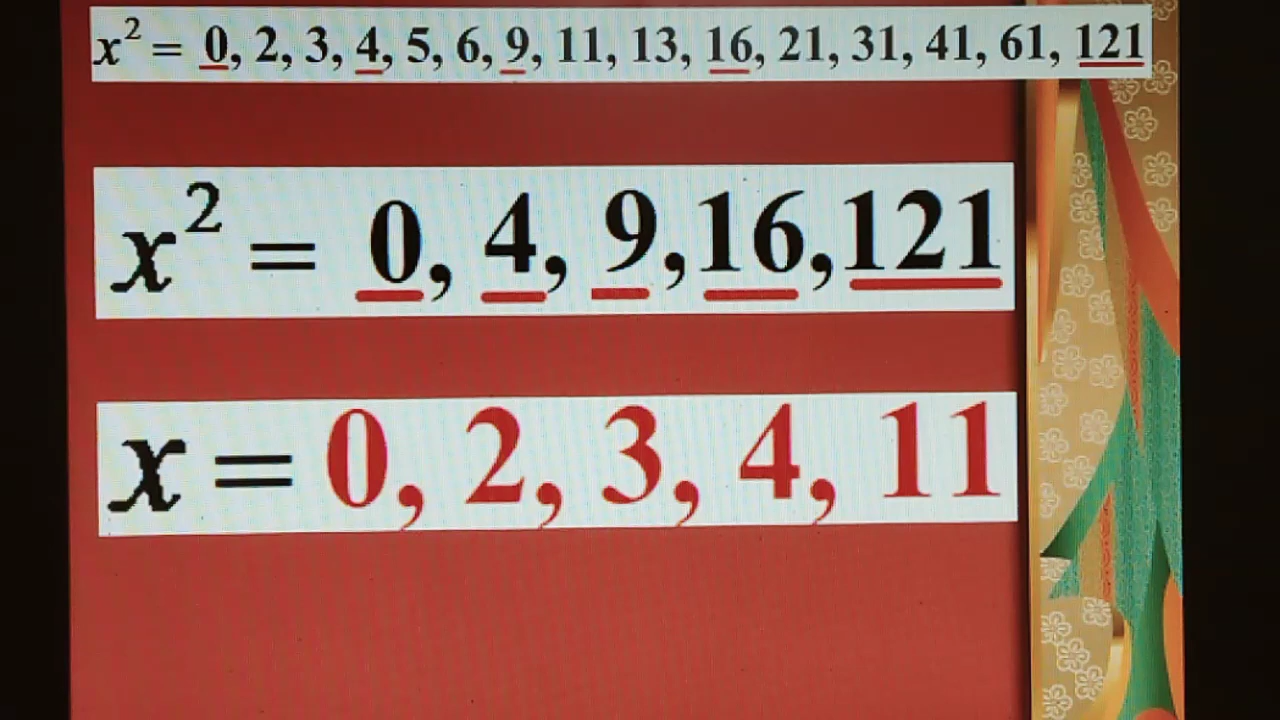 x² = 0, 2, 3, 4, 5, 6, 9, 11, 13, 16, 21, 31, 41, 61, 121
x² = 0, 4, 9, 16, 121
x = 0, 2, 3, 4, 11